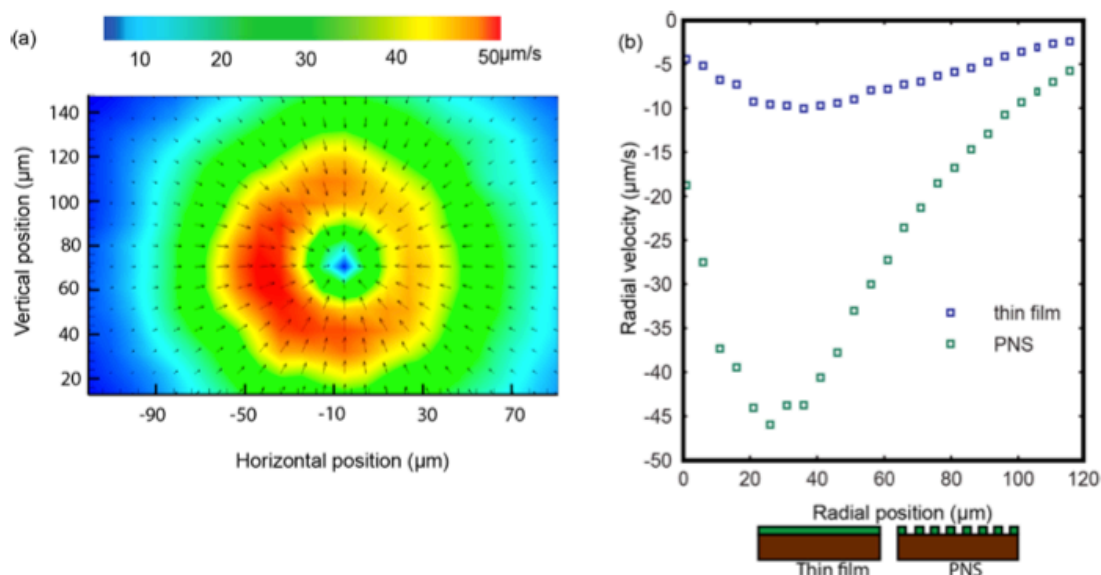 (a)
10 20 30 40 50 µm/s
Vertical position (µm)
140
120
100
80
60
40
20
-90 -50 -10 30 70
Horizontal position (µm)
(b)
Radial velocity (µm/s)
0
-5
-10
-15
-20
-25
-30
-35
-40
-45
-50
thin film
PNS
0 20 40 60 80 100 120
Radial position (µm)
Thin film PNS